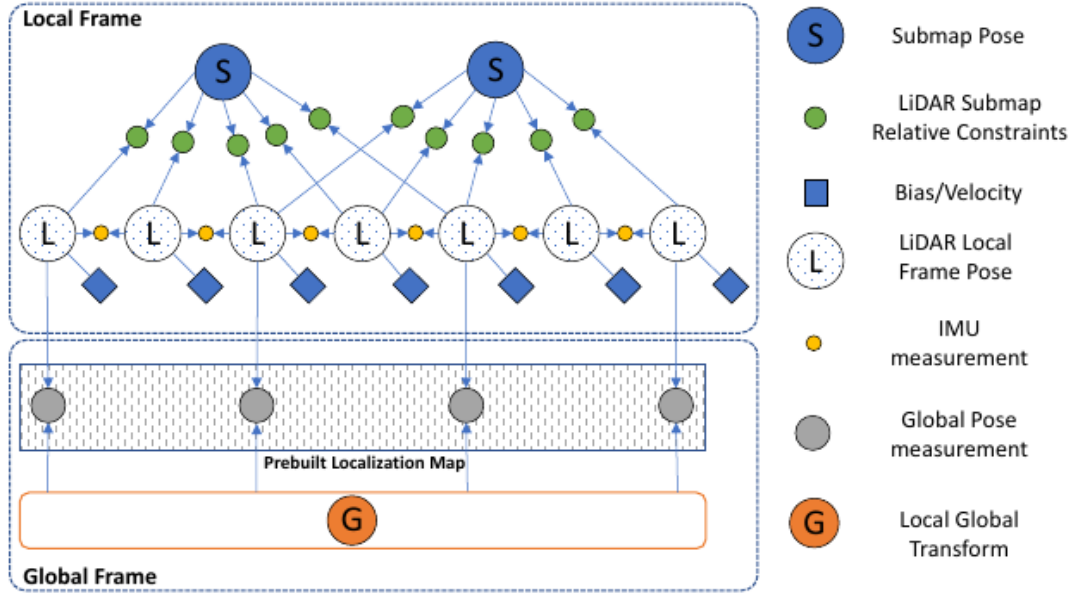 Local Frame
S
S
L
L
L
L
L
L
L
Prebuilt Localization Map
G
Global Frame
S
Submap Pose
LiDAR Submap
Relative Constraints
Bias/Velocity
L
LiDAR Local
Frame Pose
IMU
measurement
Global Pose
measurement
G
Local Global
Transform